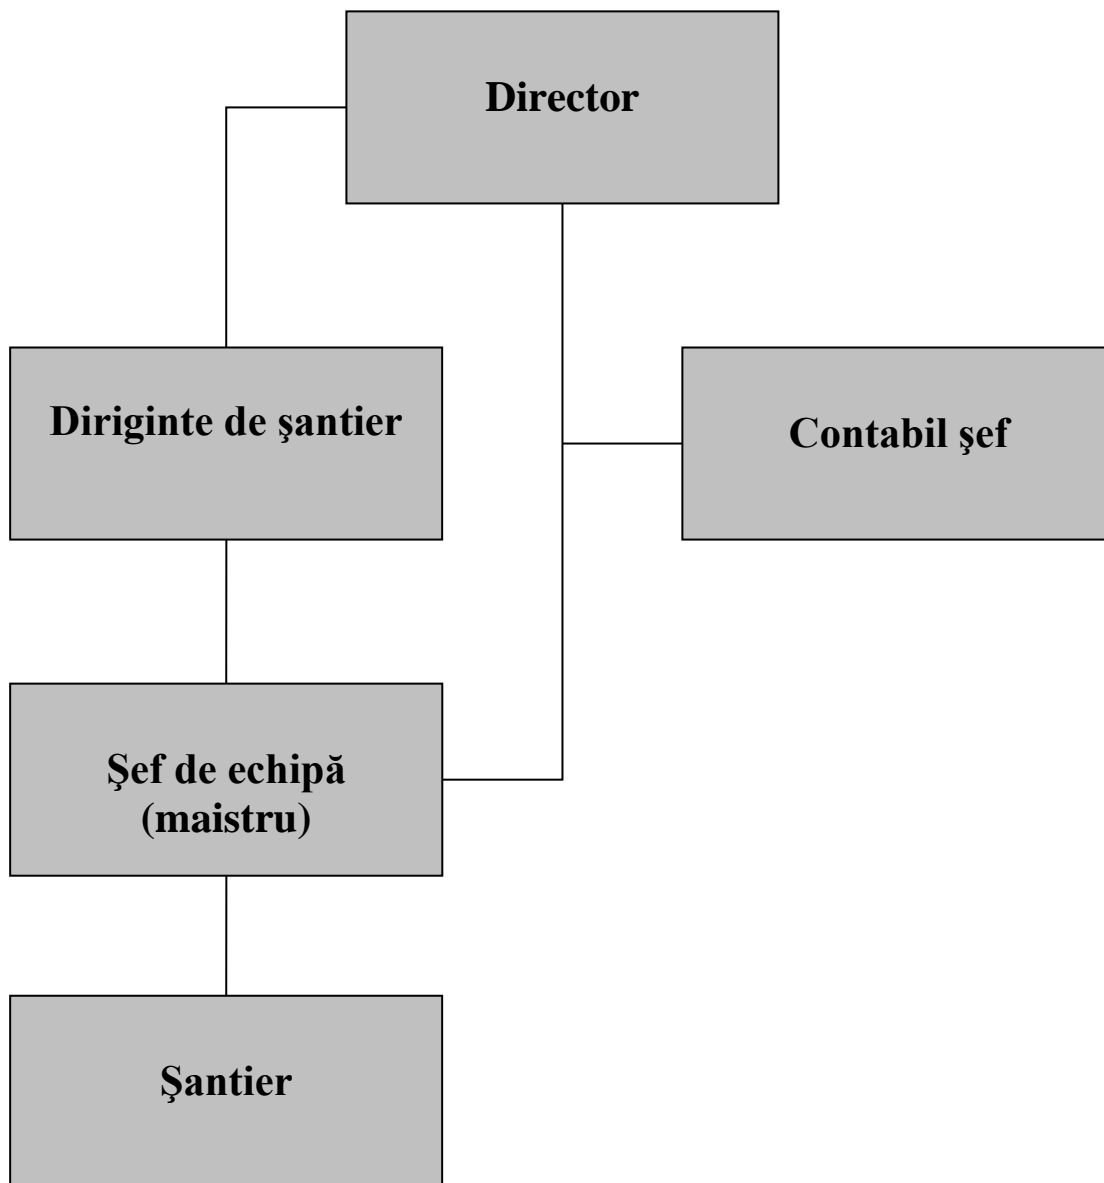 Director
Diriginte de şantier
Contabil şef
Şef de echipă
(maistru)
Şantier